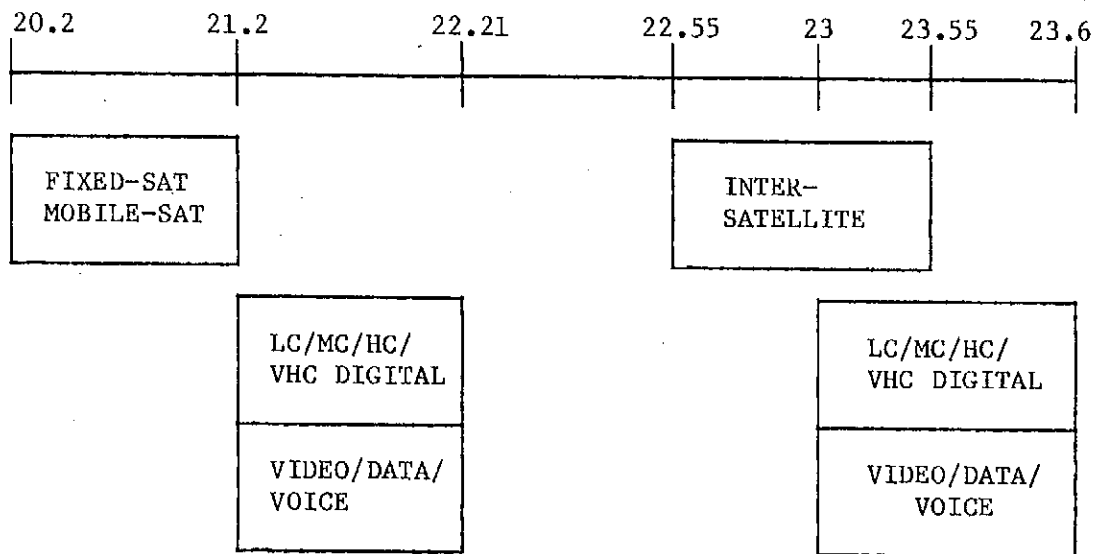 20.2 21.2 22.21 22.55 23 23.55 23.6
FIXED-SAT
MOBILE-SAT
INTER-
SATELLITE
LC/MC/HC/
VHC DIGITAL
LC/MC/HC/
VHC DIGITAL
VIDEO/DATA/
VOICE
VIDEO/DATA/
VOICE